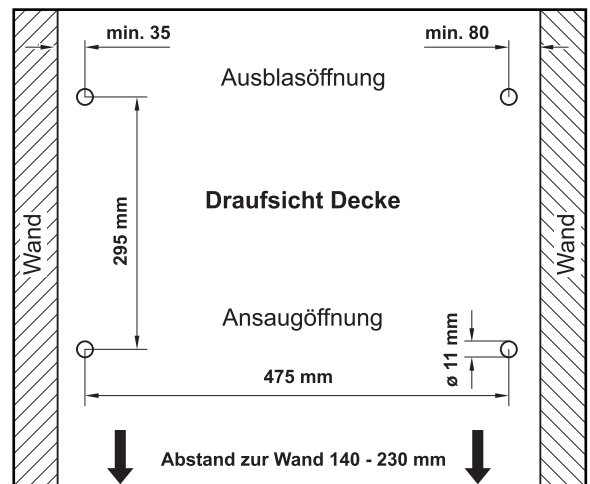 min. 35
min. 80
Ausblasöffnung
Draufsicht Decke
295 mm
Wand
Wand
Ansaugöffnung
ø 11 mm
475 mm
Abstand zur Wand 140 - 230 mm